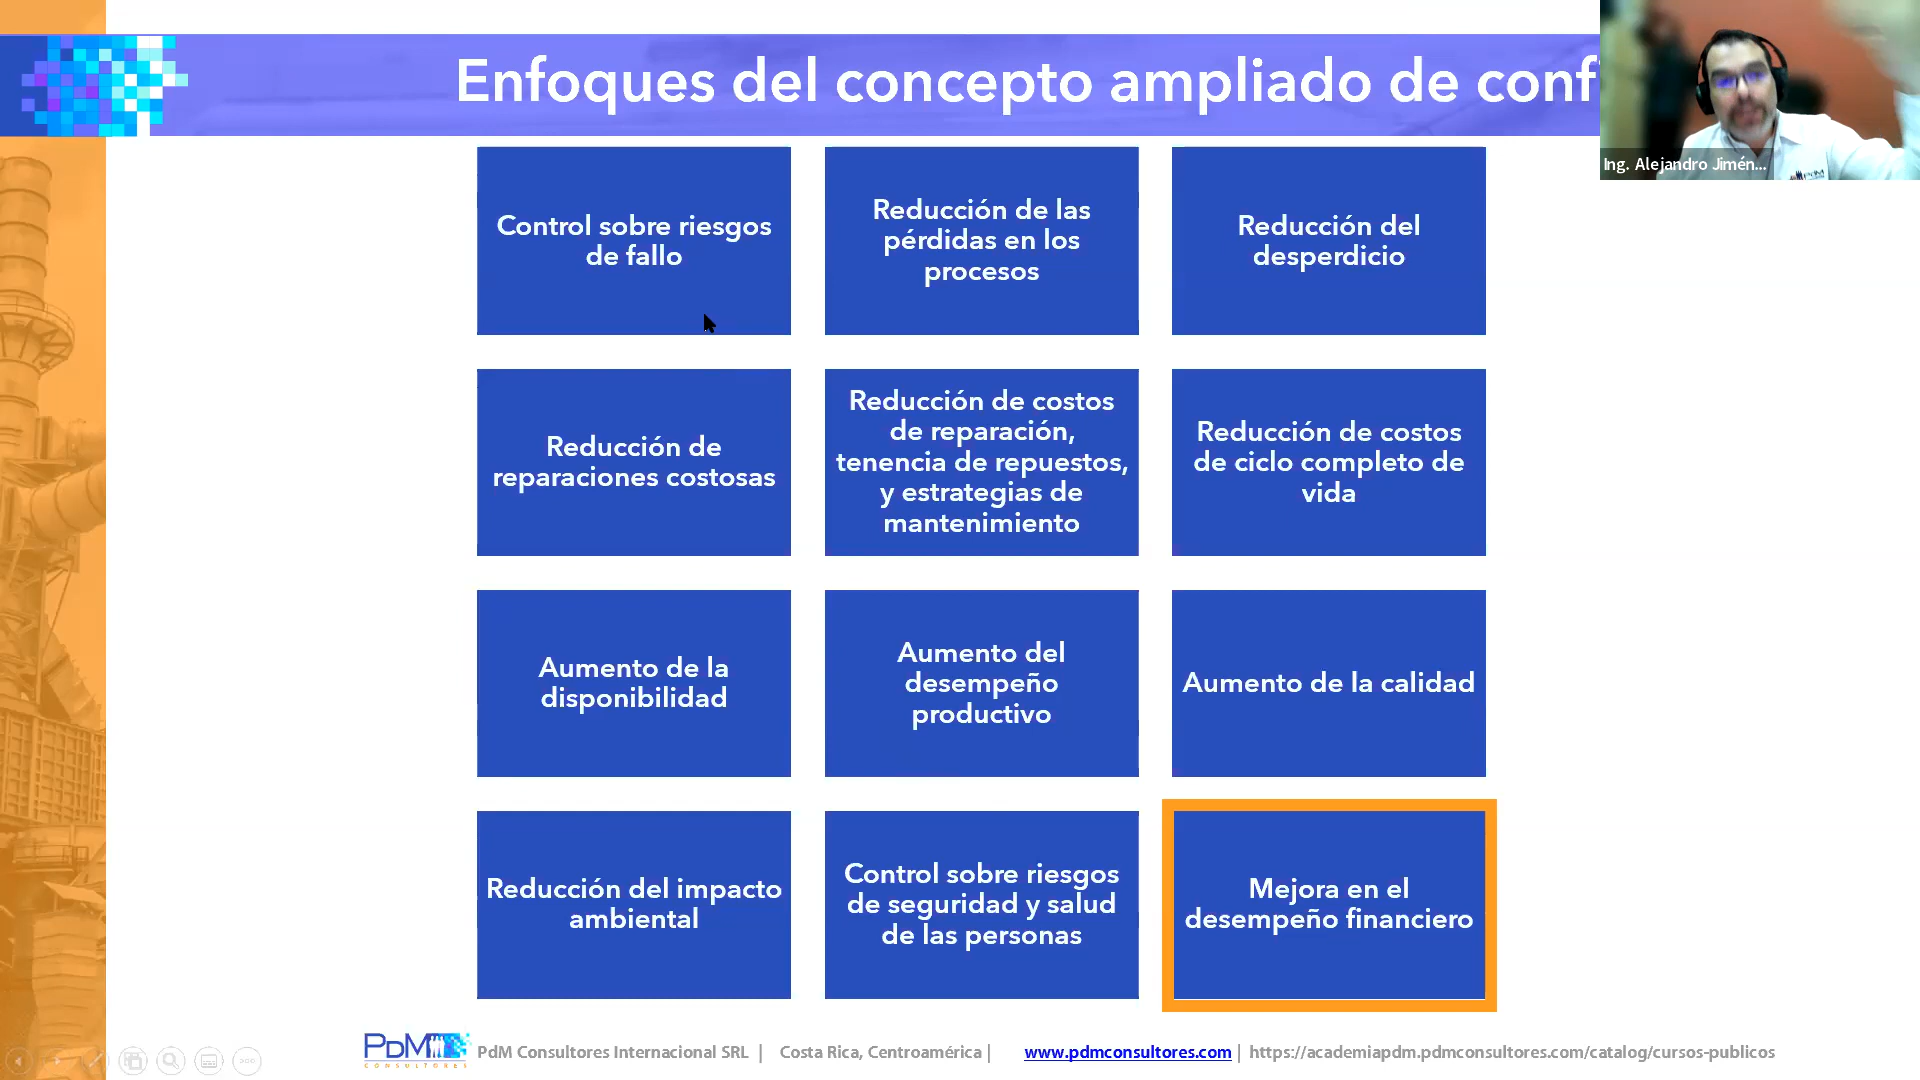 Enfoques del concepto ampliado de conf
Ing. Alejandro Jimén...
Control sobre riesgos
de fallo
Reducción de las
pérdidas en los
procesos
Reducción del
desperdicio
Reducción de
reparaciones costosas
Reducción de costos
de reparación,
tenencia de repuestos,
y estrategias de
mantenimiento
Reducción de costos
de ciclo completo de
vida
Aumento de la
disponibilidad
Aumento del
desempeño
productivo
Aumento de la calidad
Reducción del impacto
ambiental
Control sobre riesgos
de seguridad y salud
de las personas
Mejora en el
desempeño financiero
PDM
CONSULTORES
PdM Consultores Internacional SRL | Costa Rica, Centroamérica | www.pdmconsultores.com | https://academiapdm.pdmconsultores.com/catalog/cursos-publicos